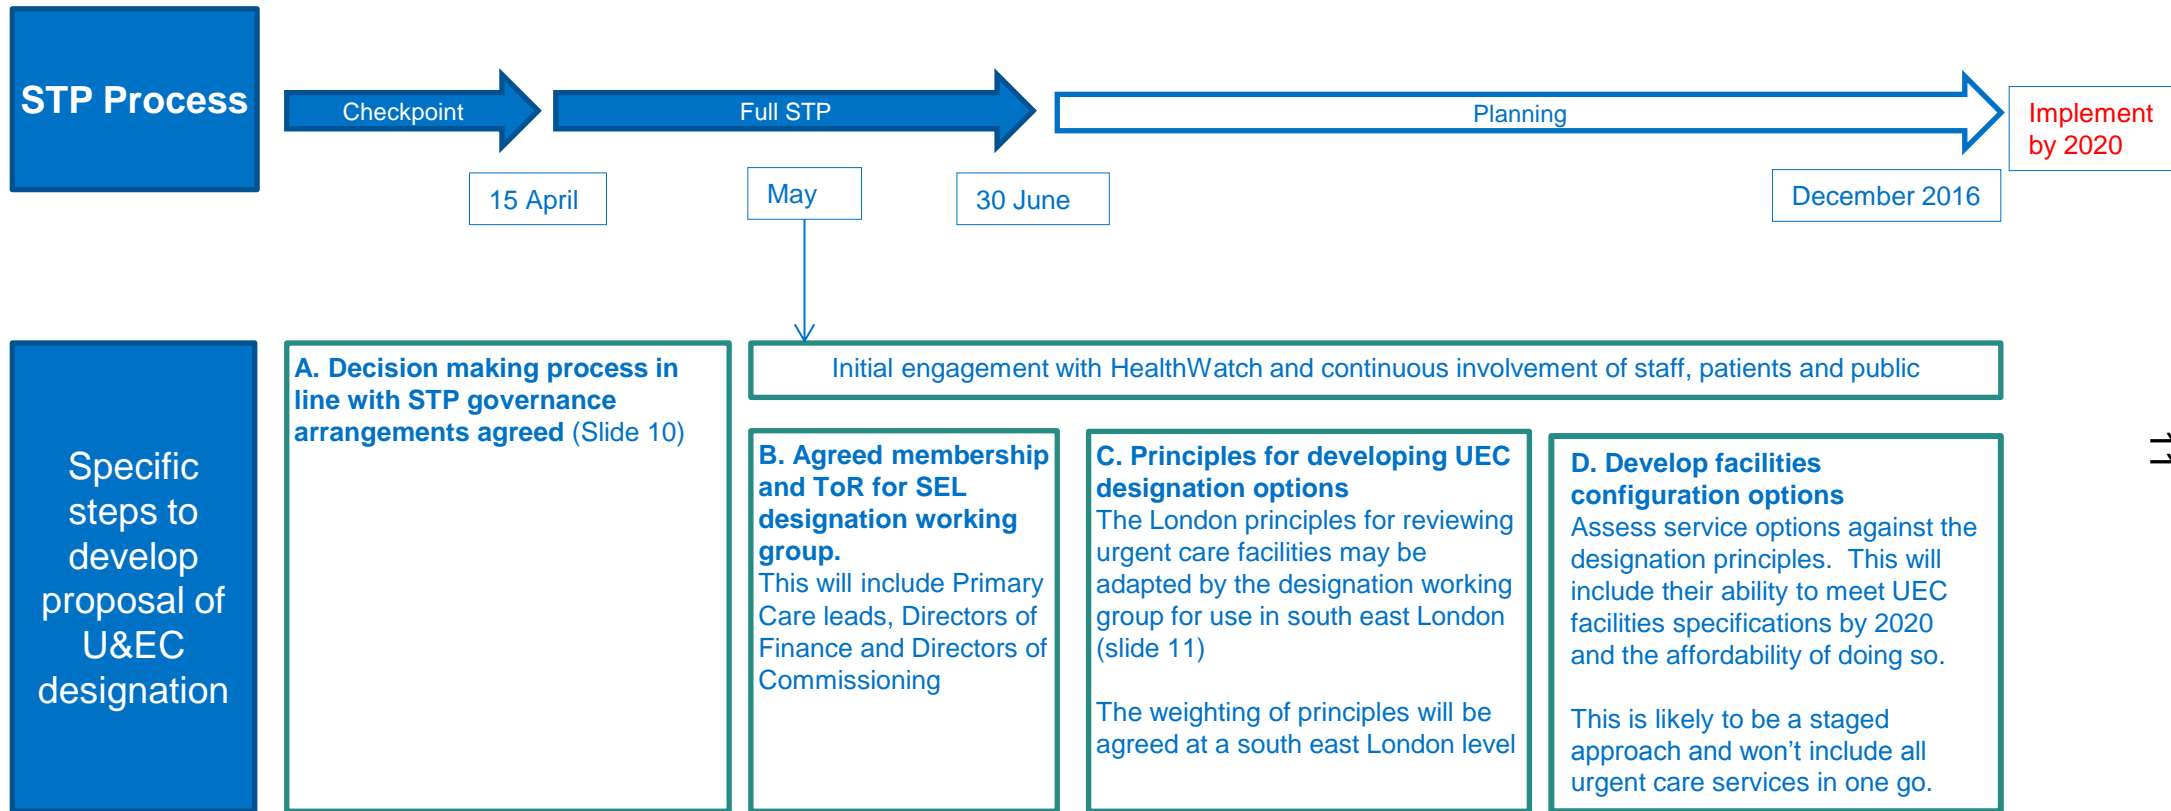 STP Process
Checkpoint
Full STP
Planning
Implement
by 2020
15 April
May
30 June
December 2016
Specific
steps to
develop
proposal of
U&EC
designation
A. Decision making process in
line with STP governance
arrangements agreed (Slide 10)
Initial engagement with HealthWatch and continuous involvement of staff, patients and public
B. Agreed membership
and ToR for SEL
designation working
group.
This will include Primary
Care leads, Directors of
Finance and Directors of
Commissioning
C. Principles for developing UEC
designation options
The London principles for reviewing
urgent care facilities may be
adapted by the designation working
group for use in south east London
(slide 11)
The weighting of principles will be
agreed at a south east London level
D. Develop facilities
configuration options
Assess service options against the
designation principles.  This will
include their ability to meet UEC
facilities specifications by 2020
and the affordability of doing so.
This is likely to be a staged
approach and won’t include all
urgent care services in one go.
11